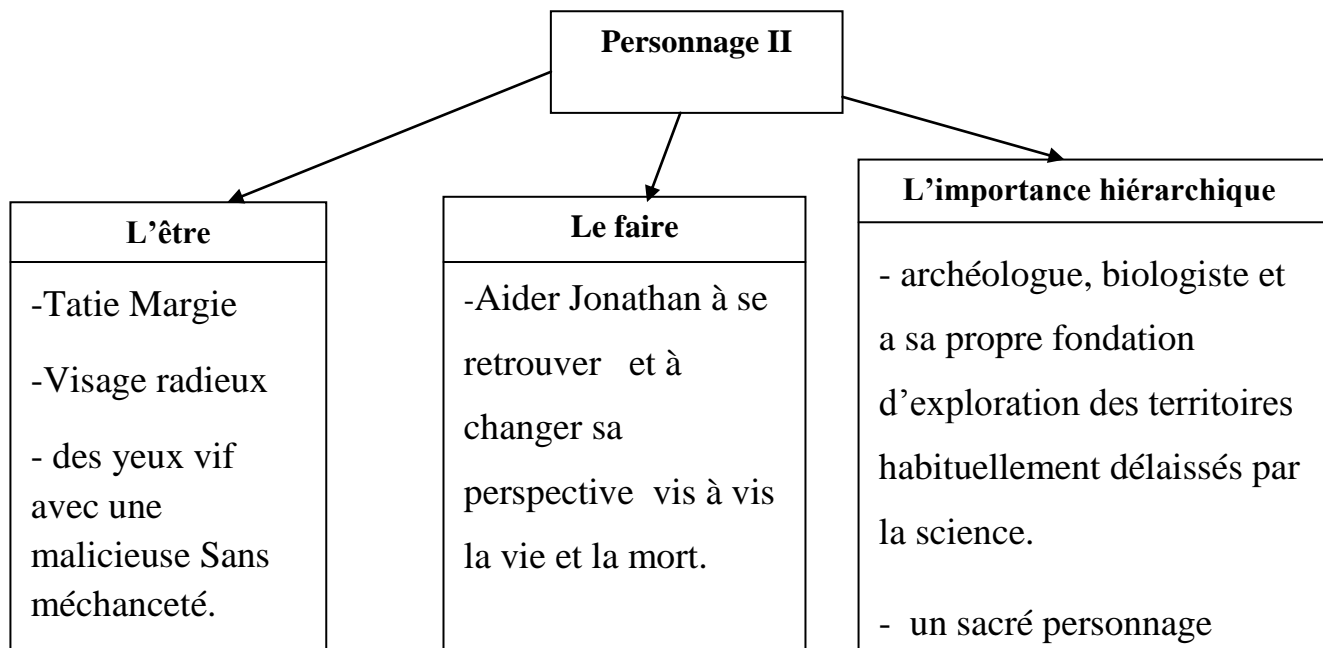 Personnage II
L'être
-Tatie Margie
-Visage radieux
- des yeux vif
avec une
malicieuse Sans
méchanceté.
Le faire
-Aider Jonathan à se
retrouver et à
changer sa
perspective vis à vis
la vie et la mort.
L'importance hiérarchique
- archéologue, biologiste et
a sa propre fondation
d'exploration des territoires
habituellement délaissés par
la science.
- un sacré personnage